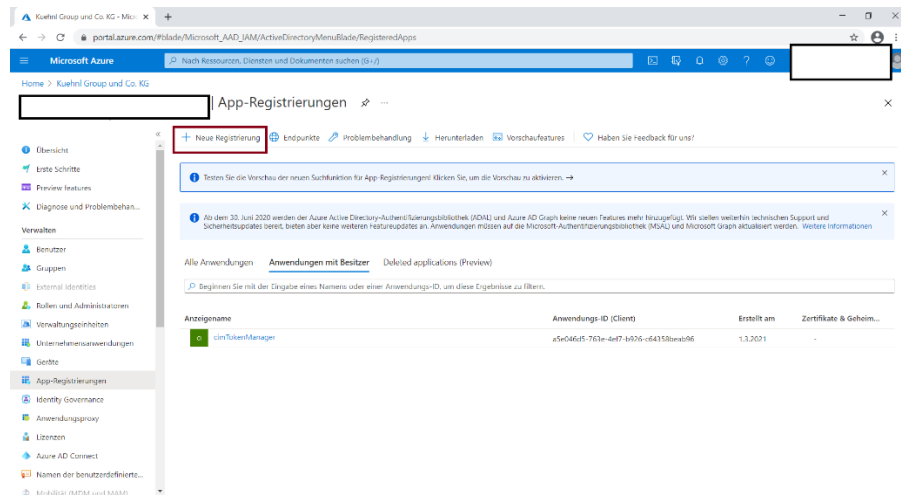 Kuehnl Group und Co. KG - Micr
portal.azure.com/#blade/Microsoft_AAD_IAM/ActiveDirectoryMenuBlade/RegisteredApps
Microsoft Azure
Nach Ressourcen, Diensten und Dokumenten suchen (G+/)
Home > Kuehnl Group und Co. KG
| App-Registrierungen
Neue Registrierung Endpunkte Problembehandlung Herunterladen Vorschaufeatures Haben Sie Feedback für uns?
Übersicht
Erste Schritte
Preview features
Diagnose und Problembehan...
Verwalten
Benutzer
Gruppen
External Identities
Rollen und Administratoren
Verwaltungseinheiten
Unternehmensanwendungen
Geräte
App-Registrierungen
Identity Governance
Anwendungsproxy
Lizenzen
Azure AD Connect
Namen der benutzerdefinierte...
Mobilität (MDM und MAM)
Testen Sie die Vorschau der neuen Suchfunktion für App-Registrierungen! Klicken Sie, um die Vorschau zu aktivieren. →
Ab dem 30. Juni 2020 werden der Azure Active Directory-Authentifizierungsbibliothek (ADAL) und Azure AD Graph keine neuen Features mehr hinzugefügt. Wir stellen weiterhin technischen Support und
Sicherheitsupdates bereit, bieten aber keine weiteren Featureupdates an. Anwendungen müssen auf die Microsoft-Authentifizierungsbibliothek (MSAL) und Microsoft Graph aktualisiert werden. Weitere Informationen
Alle Anwendungen Anwendungen mit Besitzer Deleted applications (Preview)
Beginnen Sie mit der Eingabe eines Namens oder einer Anwendungs-ID, um diese Ergebnisse zu filtern.
Anzeigename Anwendungs-ID (Client) Erstellt am Zertifikate & Geheim...
cimTokenManager a5e046d5-763e-4ef7-b926-c64358beab96 1.3.2021 -